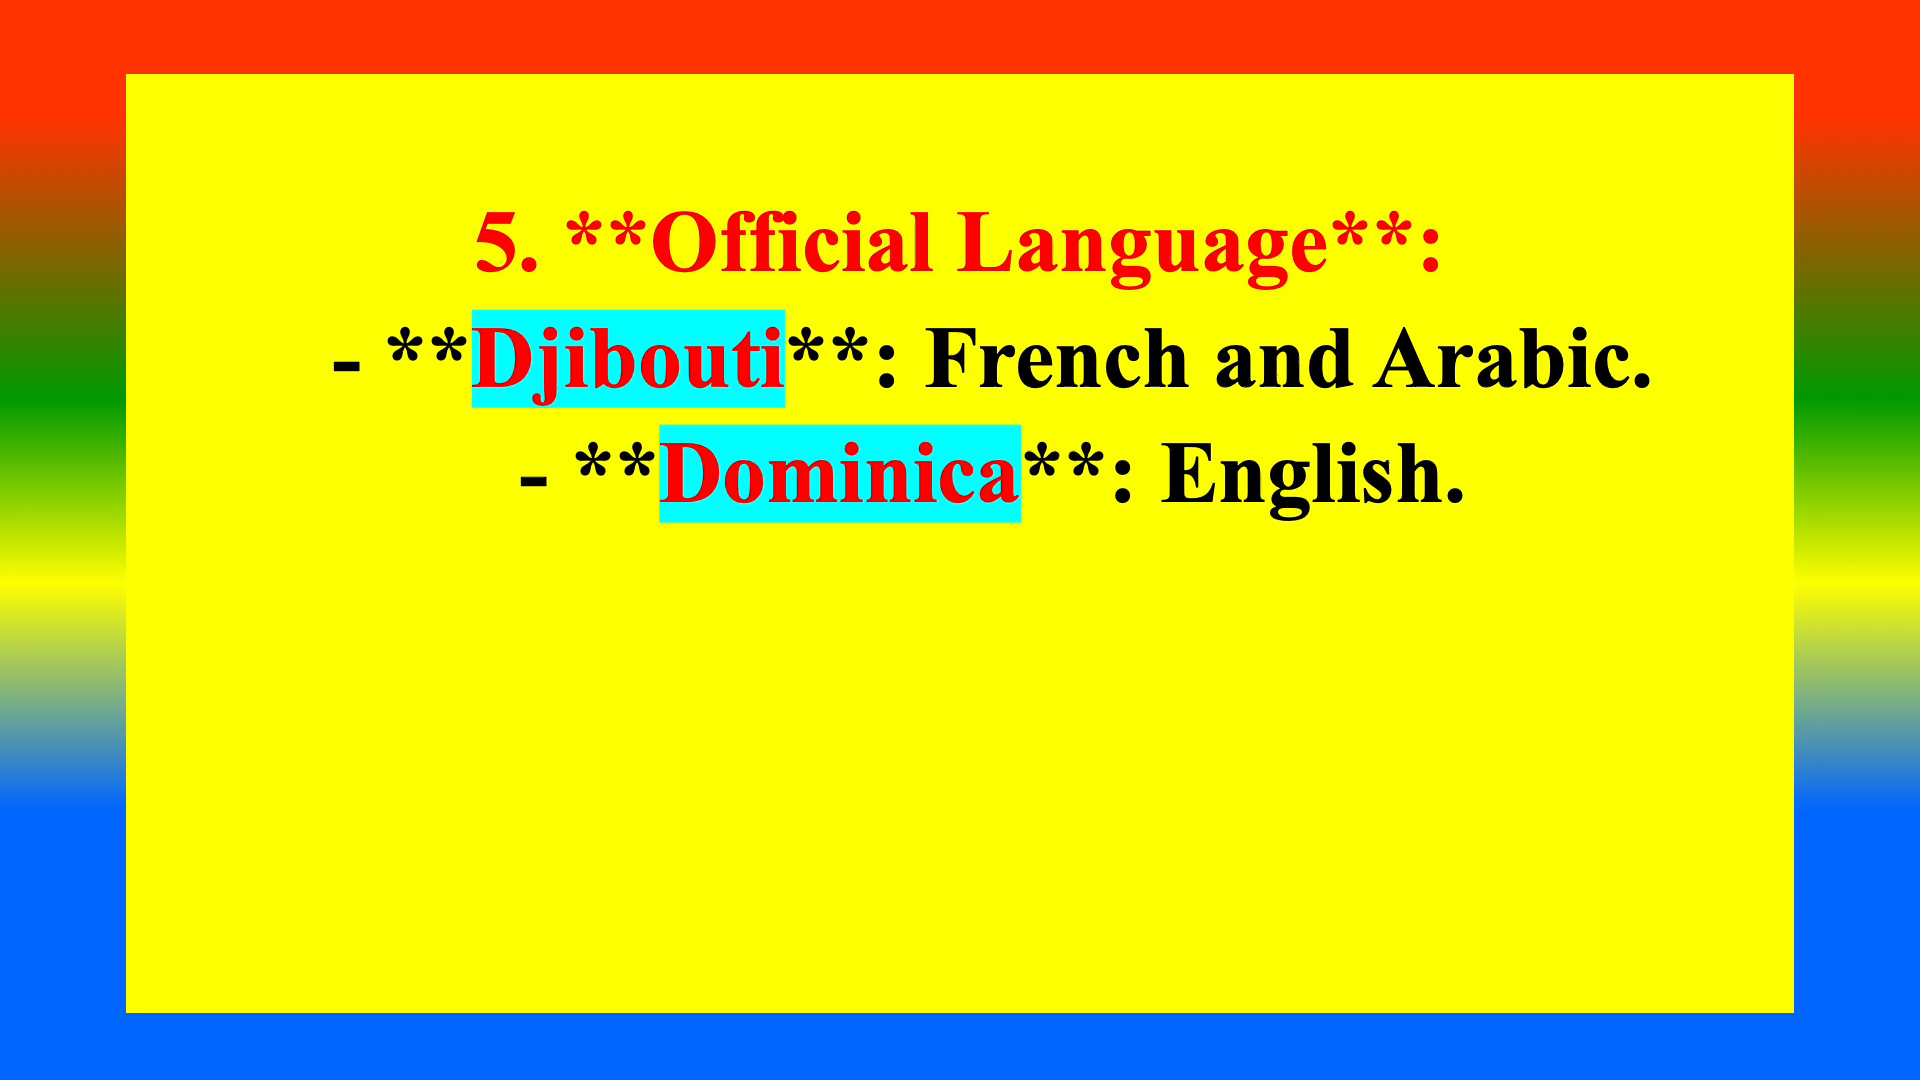 5. **Official Language**:
- **Djibouti**: French and Arabic.
- **Dominica**: English.